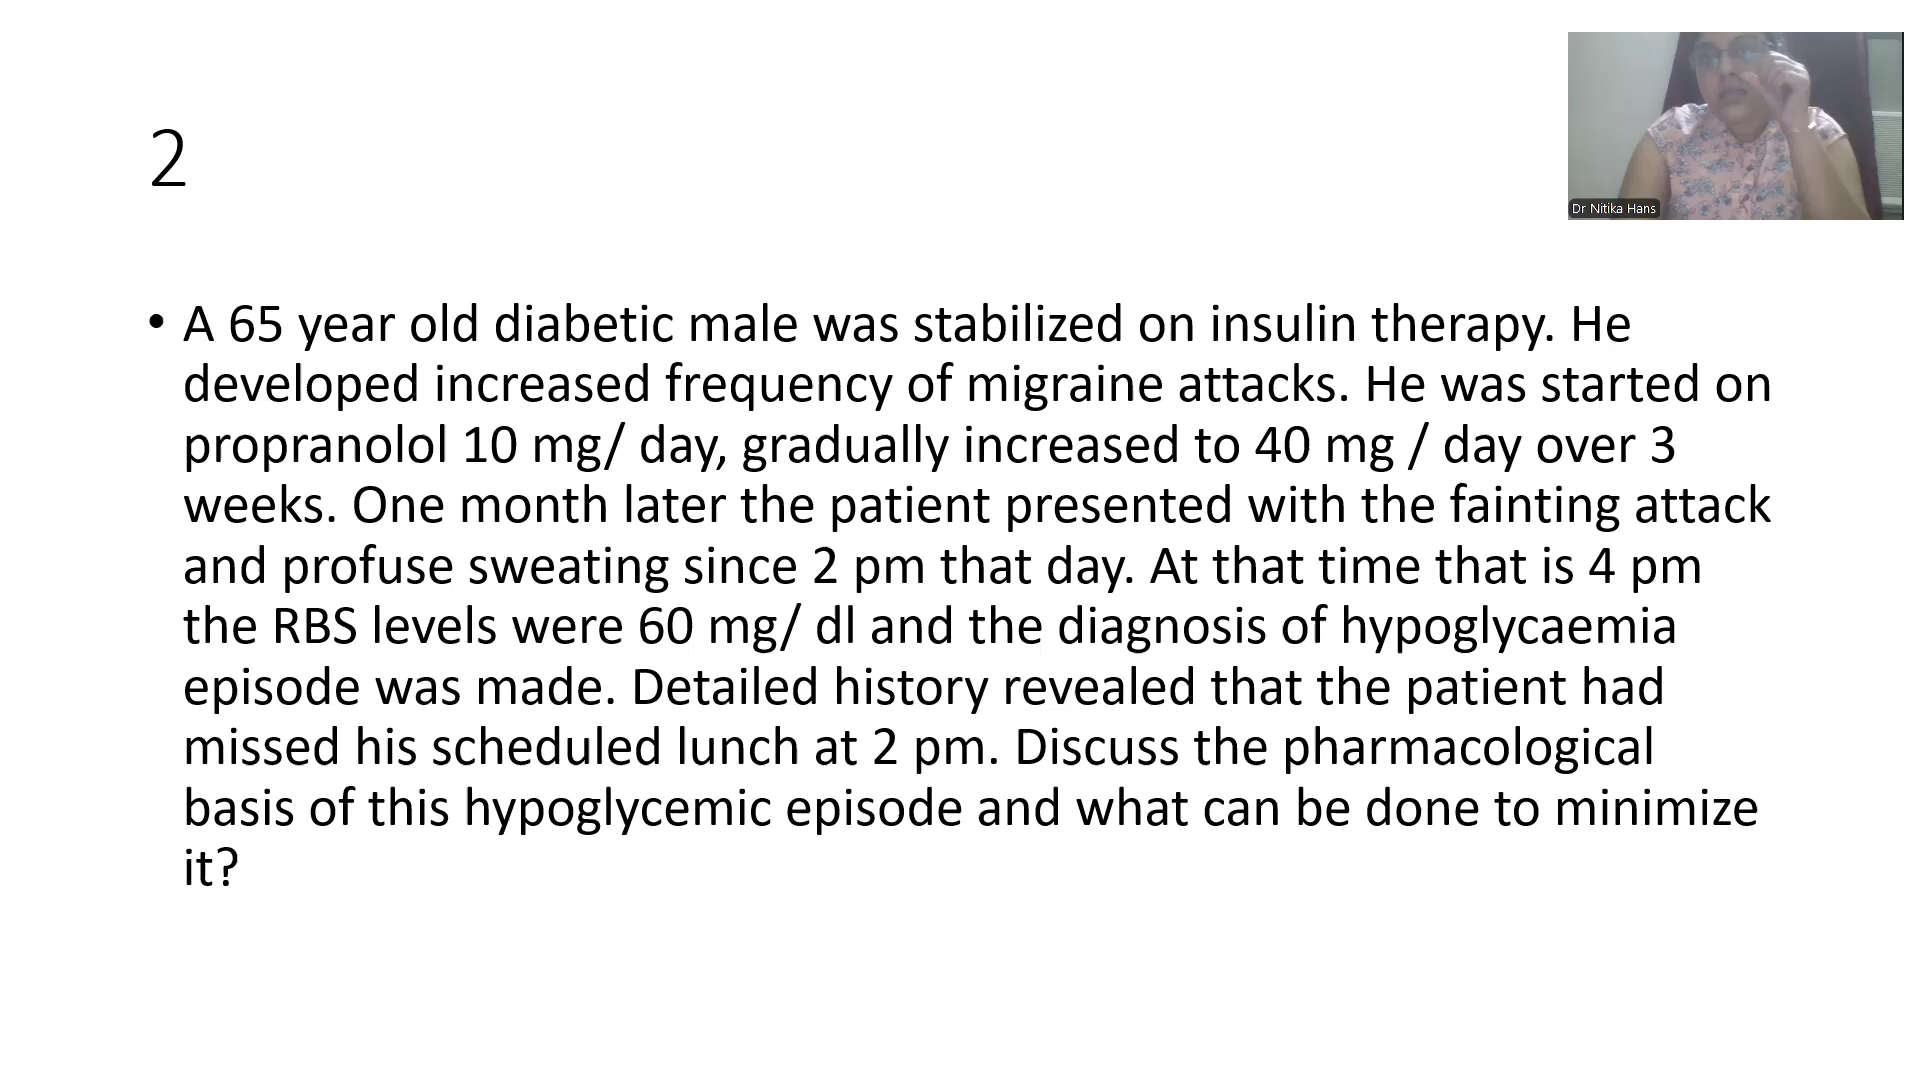 Dr Nitika Hans
2
• A 65 year old diabetic male was stabilized on insulin therapy. He
developed increased frequency of migraine attacks. He was started on
propranolol 10 mg/ day, gradually increased to 40 mg / day over 3
weeks. One month later the patient presented with the fainting attack
and profuse sweating since 2 pm that day. At that time that is 4 pm
the RBS levels were 60 mg/ dl and the diagnosis of hypoglycaemia
episode was made. Detailed history revealed that the patient had
missed his scheduled lunch at 2 pm. Discuss the pharmacological
basis of this hypoglycemic episode and what can be done to minimize
it?